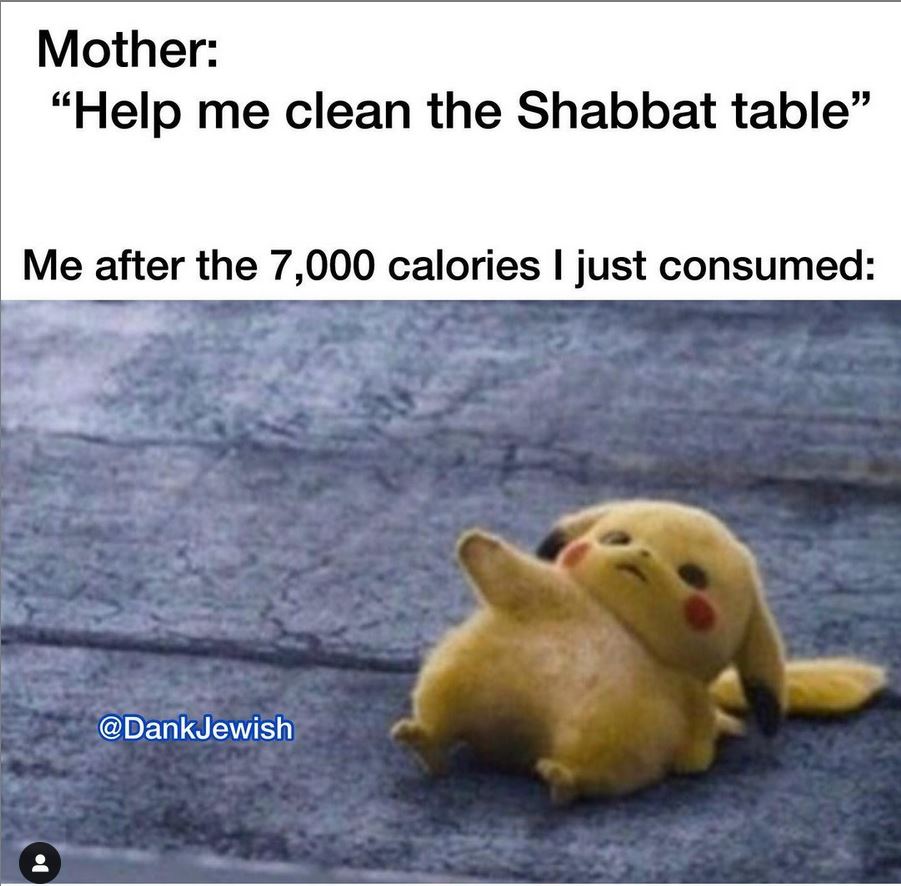 Mother:
“Help me clean the Shabbat table”
Me after the 7,000 calories I just consumed:
@DankJewish